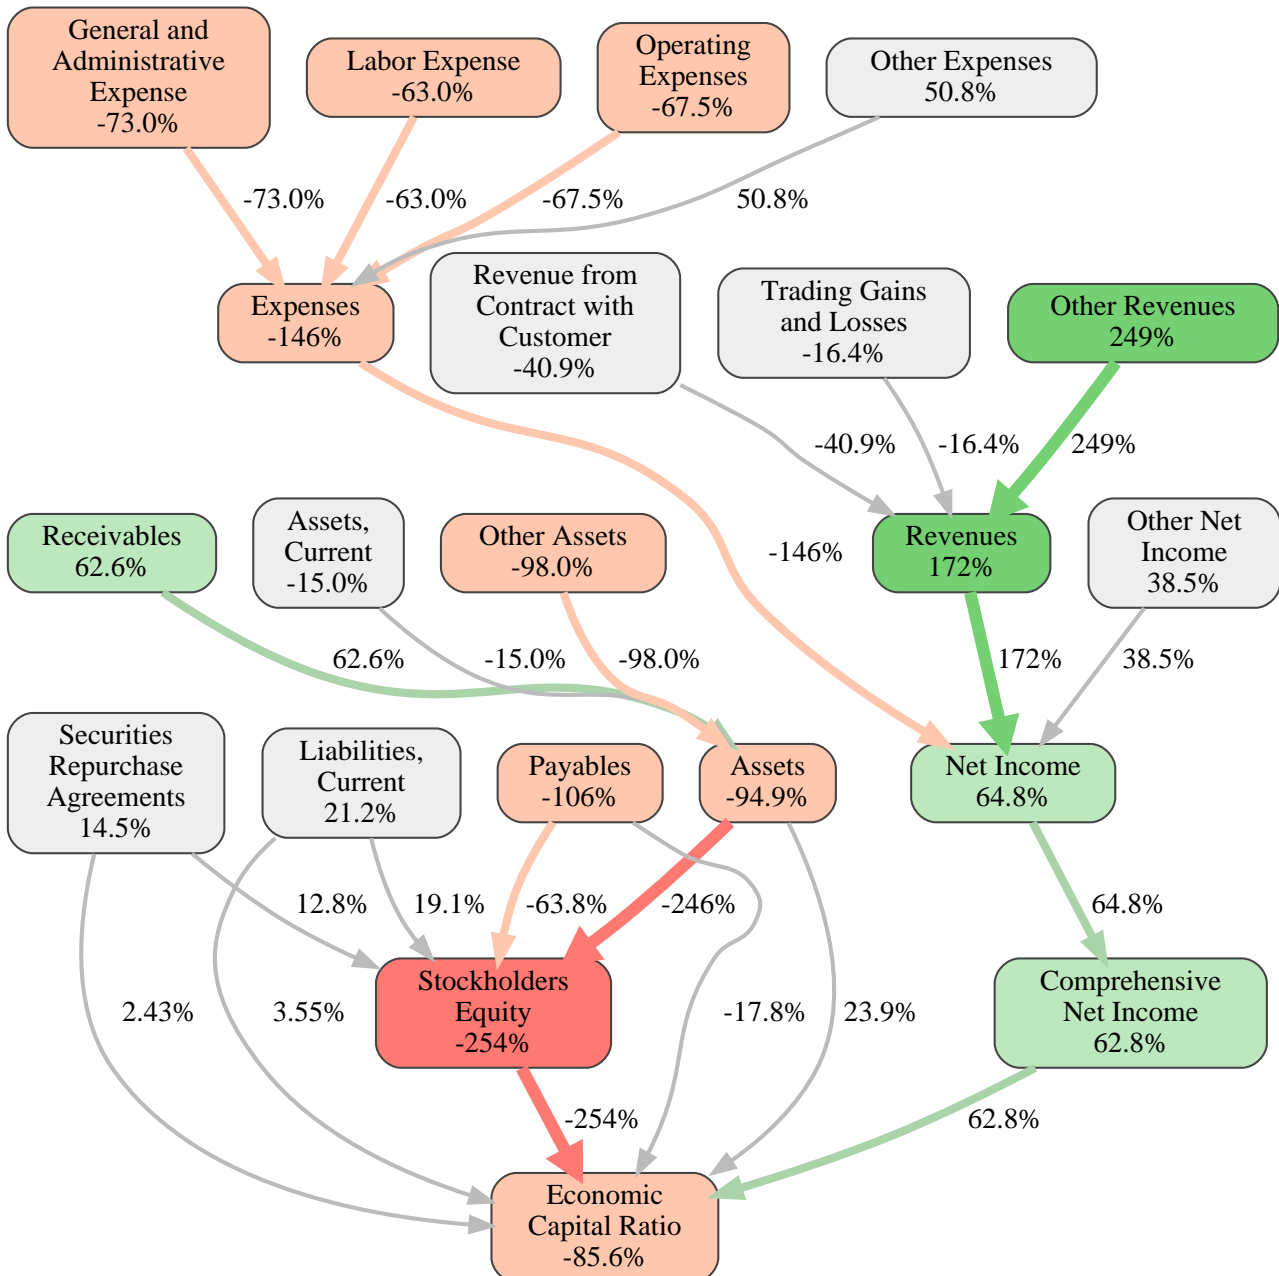 General and
Administrative
Expense
-73.0%
Labor Expense
-63.0%
Operating
Expenses
-67.5%
Other Expenses
50.8%
-73.0%
-63.0%
-67.5%
50.8%
Expenses
-146%
Revenue from
Contract with
Customer
-40.9%
Trading Gains
and Losses
-16.4%
Other Revenues
249%
-40.9%
-16.4%
249%
Receivables
62.6%
Assets,
Current
-15.0%
Other Assets
-98.0%
-146%
Revenues
172%
Other Net
Income
38.5%
62.6%
-15.0%
-98.0%
172%
38.5%
Securities
Repurchase
Agreements
14.5%
Liabilities,
Current
21.2%
Payables
-106%
Assets
-94.9%
Net Income
64.8%
12.8%
19.1%
-63.8%
-246%
64.8%
2.43%
3.55%
Stockholders
Equity
-254%
-17.8%
23.9%
Comprehensive
Net Income
62.8%
-254%
62.8%
Economic
Capital Ratio
-85.6%